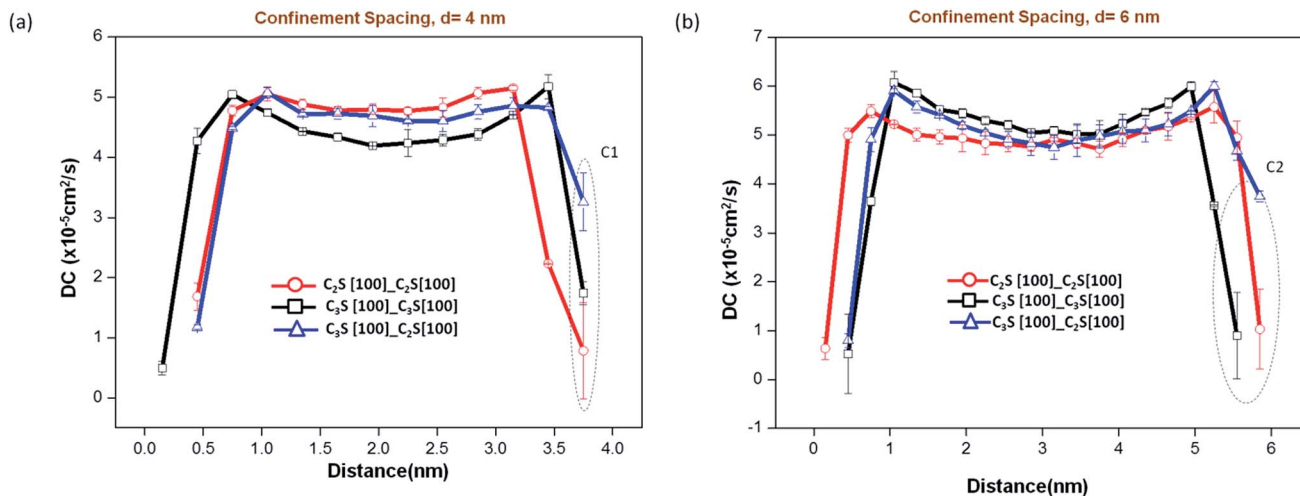 (a)
Confinement Spacing, d= 4 nm
6
5
4
3
2
1
0
DC (x10⁻⁵cm²/s)
C1
C₂S [100]_C₂S[100]
C₃S [100]_C₃S[100]
C₃S [100]_C₂S[100]
0.0 0.5 1.0 1.5 2.0 2.5 3.0 3.5 4.0
Distance(nm)
(b)
Confinement Spacing, d= 6 nm
7
6
5
4
3
2
1
0
-1
DC (x10⁻⁵cm²/s)
C2
C₂S [100]_C₂S[100]
C₃S [100]_C₃S[100]
C₃S [100]_C₂S[100]
0 1 2 3 4 5 6
Distance(nm)